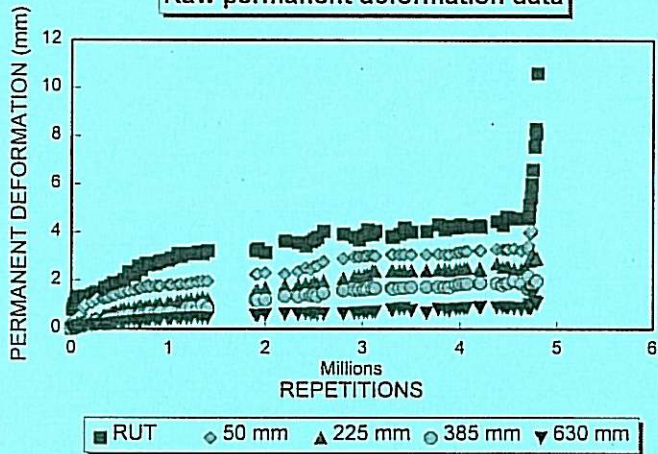 Raw permanent deformation data
PERMANENT DEFORMATION (mm)
12
10
8
6
4
2
0
0 1 2 3 4 5 6
Millions
REPETITIONS
RUT 50 mm 225 mm 385 mm 630 mm